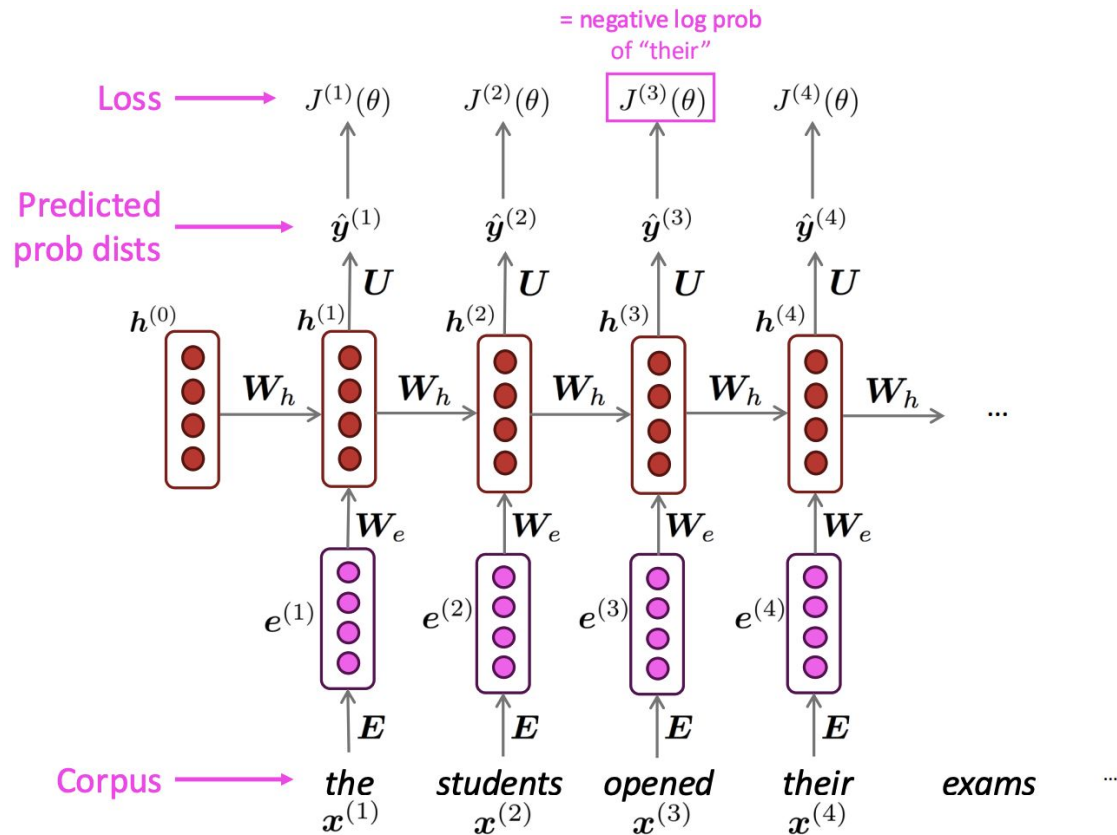 = negative log prob
of “their”
Loss J⁽¹⁾(θ) J⁽²⁾(θ) J⁽³⁾(θ) J⁽⁴⁾(θ)
Predicted
prob dists
ŷ⁽¹⁾ ŷ⁽²⁾ ŷ⁽³⁾ ŷ⁽⁴⁾
U U U U
h⁽⁰⁾ h⁽¹⁾ h⁽²⁾ h⁽³⁾ h⁽⁴⁾
W_h W_h W_h W_h W_h
...
W_e W_e W_e W_e
e⁽¹⁾ e⁽²⁾ e⁽³⁾ e⁽⁴⁾
E E E E
Corpus the students opened their exams ...
x⁽¹⁾ x⁽²⁾ x⁽³⁾ x⁽⁴⁾